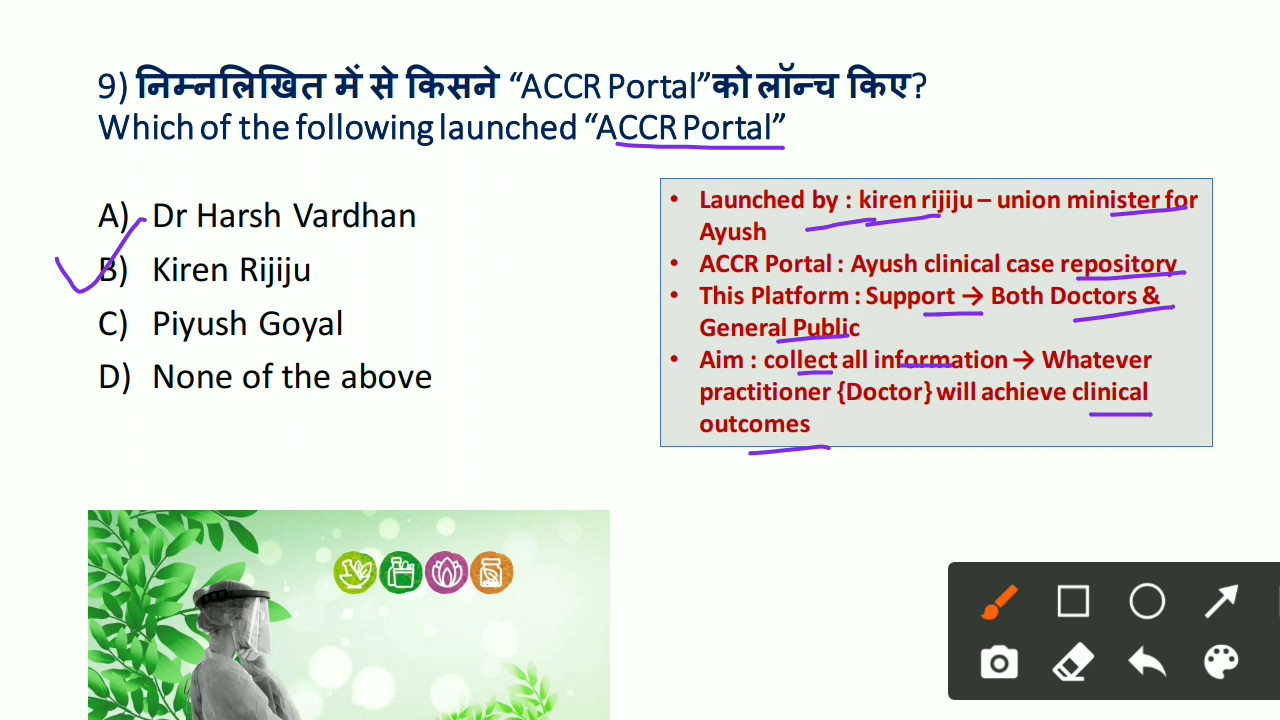 9) निम्नलिखित में से किसने “ACCR Portal”को लॉन्च किए?
Which of the following launched “ACCR Portal”
A) Dr Harsh Vardhan
B) Kiren Rijiju
C) Piyush Goyal
D) None of the above
• Launched by : kiren rijiju – union minister for
Ayush
• ACCR Portal : Ayush clinical case repository
• This Platform : Support → Both Doctors &
General Public
• Aim : collect all information → Whatever
practitioner {Doctor} will achieve clinical
outcomes